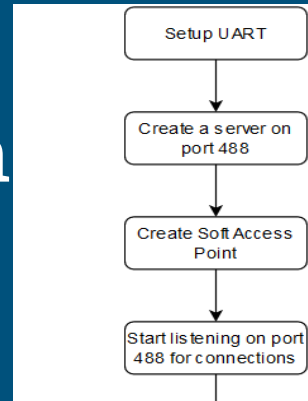 Setup UART
Create a server on
port 488
Create Soft Access
Point
Start listening on port
488 for connections